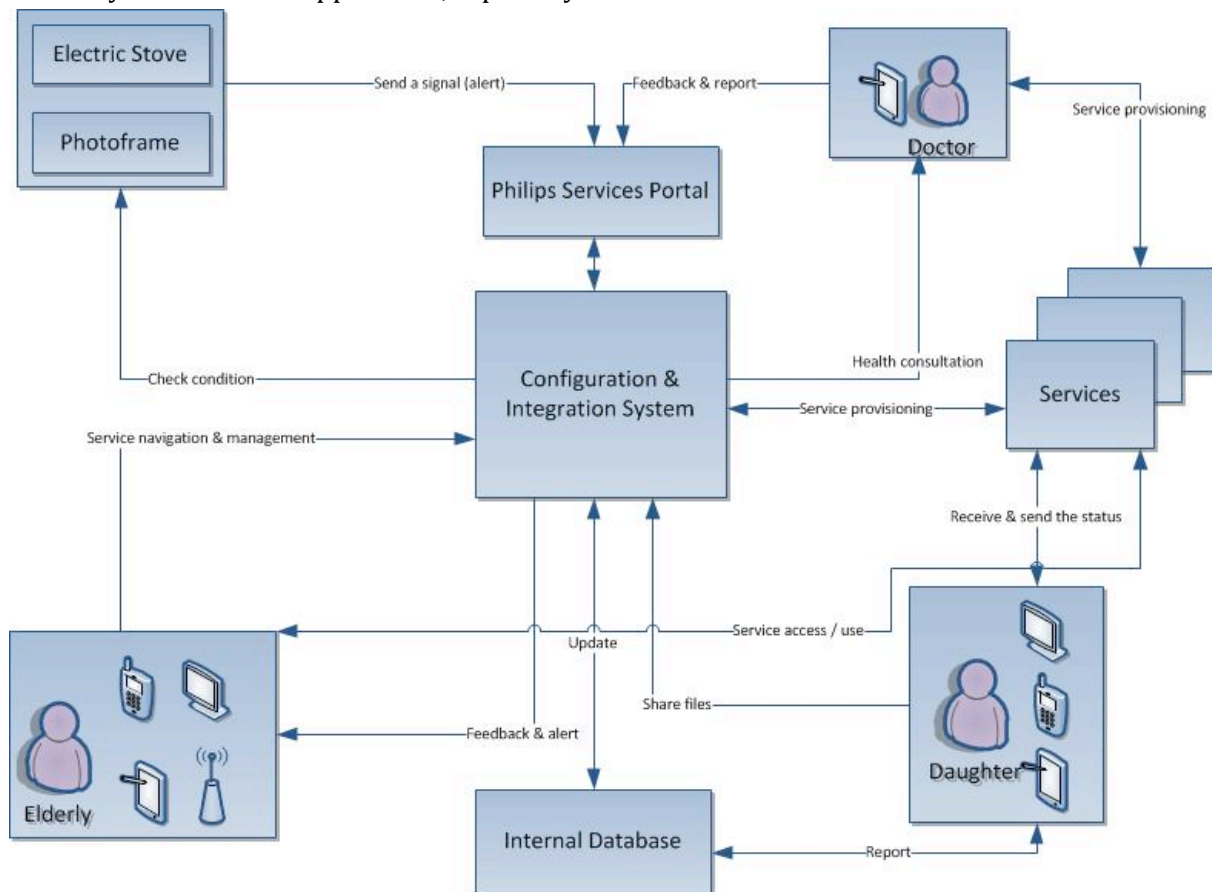 Electric Stove
Photoframe
Send a signal (alert)
Feedback & report
Doctor
Service provisioning
Philips Services Portal
Check condition
Configuration &
Integration System
Health consultation
Service provisioning
Services
Service navigation & management
Receive & send the status
Service access / use
Update
Share files
Feedback & alert
Elderly
Daughter
Internal Database
Report